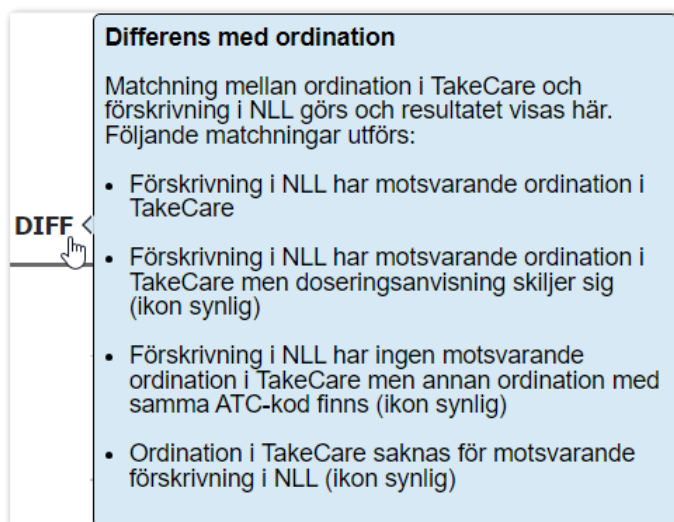 Differens med ordination
Matchning mellan ordination i TakeCare och
förskrivning i NLL görs och resultatet visas här.
Följande matchningar utförs:
• Förskrivning i NLL har motsvarande ordination i
TakeCare
DIFF
• Förskrivning i NLL har motsvarande ordination i
TakeCare men doseringsanvisning skiljer sig
(ikon synlig)
• Förskrivning i NLL har ingen motsvarande
ordination i TakeCare men annan ordination med
samma ATC-kod finns (ikon synlig)
• Ordination i TakeCare saknas för motsvarande
förskrivning i NLL (ikon synlig)